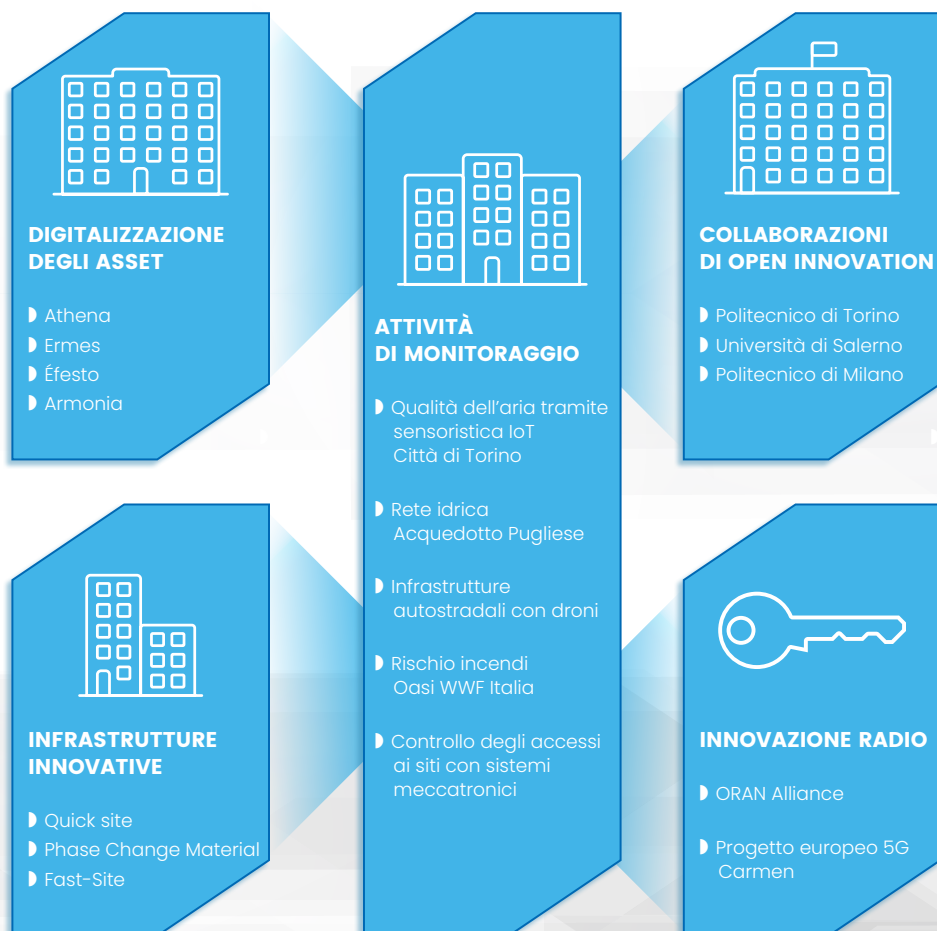 DIGITALIZZAZIONE
DEGLI ASSET
Athena
Ermes
Éfesto
Armonia
INFRASTRUTTURE
INNOVATIVE
Quick site
Phase Change Material
Fast-Site
ATTIVITÀ
DI MONITORAGGIO
Qualità dell'aria tramite
sensoristica IoT
Città di Torino
Rete idrica
Acquedotto Pugliese
Infrastrutture
autostradali con droni
Rischio incendi
Oasi WWF Italia
Controllo degli accessi
ai siti con sistemi
meccatronici
COLLABORAZIONI
DI OPEN INNOVATION
Politecnico di Torino
Università di Salerno
Politecnico di Milano
INNOVAZIONE RADIO
ORAN Alliance
Progetto europeo 5G
Carmen